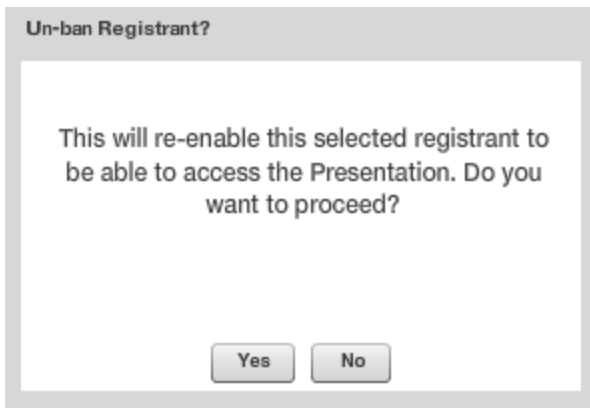 Un-ban Registrant?
This will re-enable this selected registrant to
be able to access the Presentation. Do you
want to proceed?
Yes No